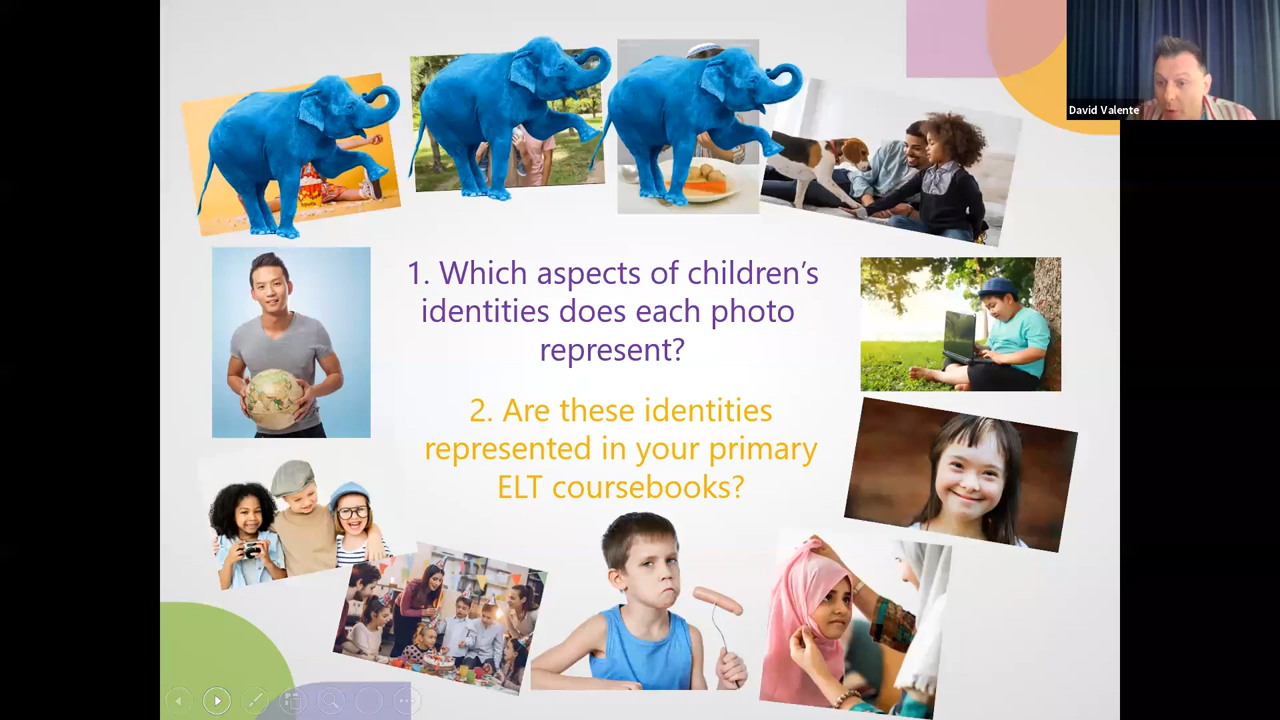 David Valente
1. Which aspects of children's
identities does each photo
represent?
2. Are these identities
represented in your primary
ELT coursebooks?